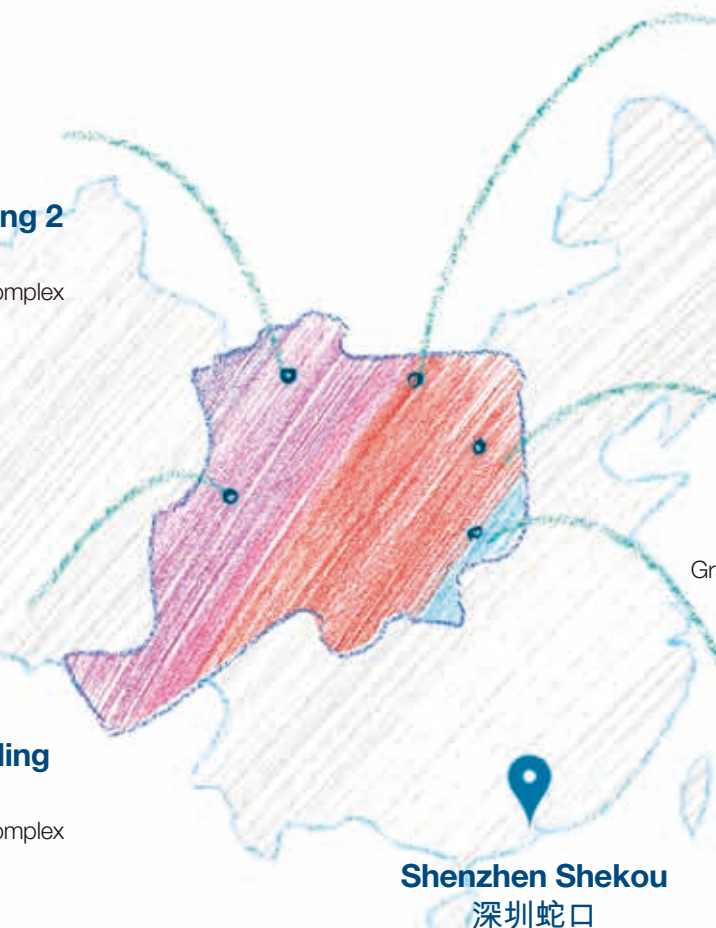 ng 2
omplex
Gr
ling
omplex
Shenzhen Shekou
深圳蛇口